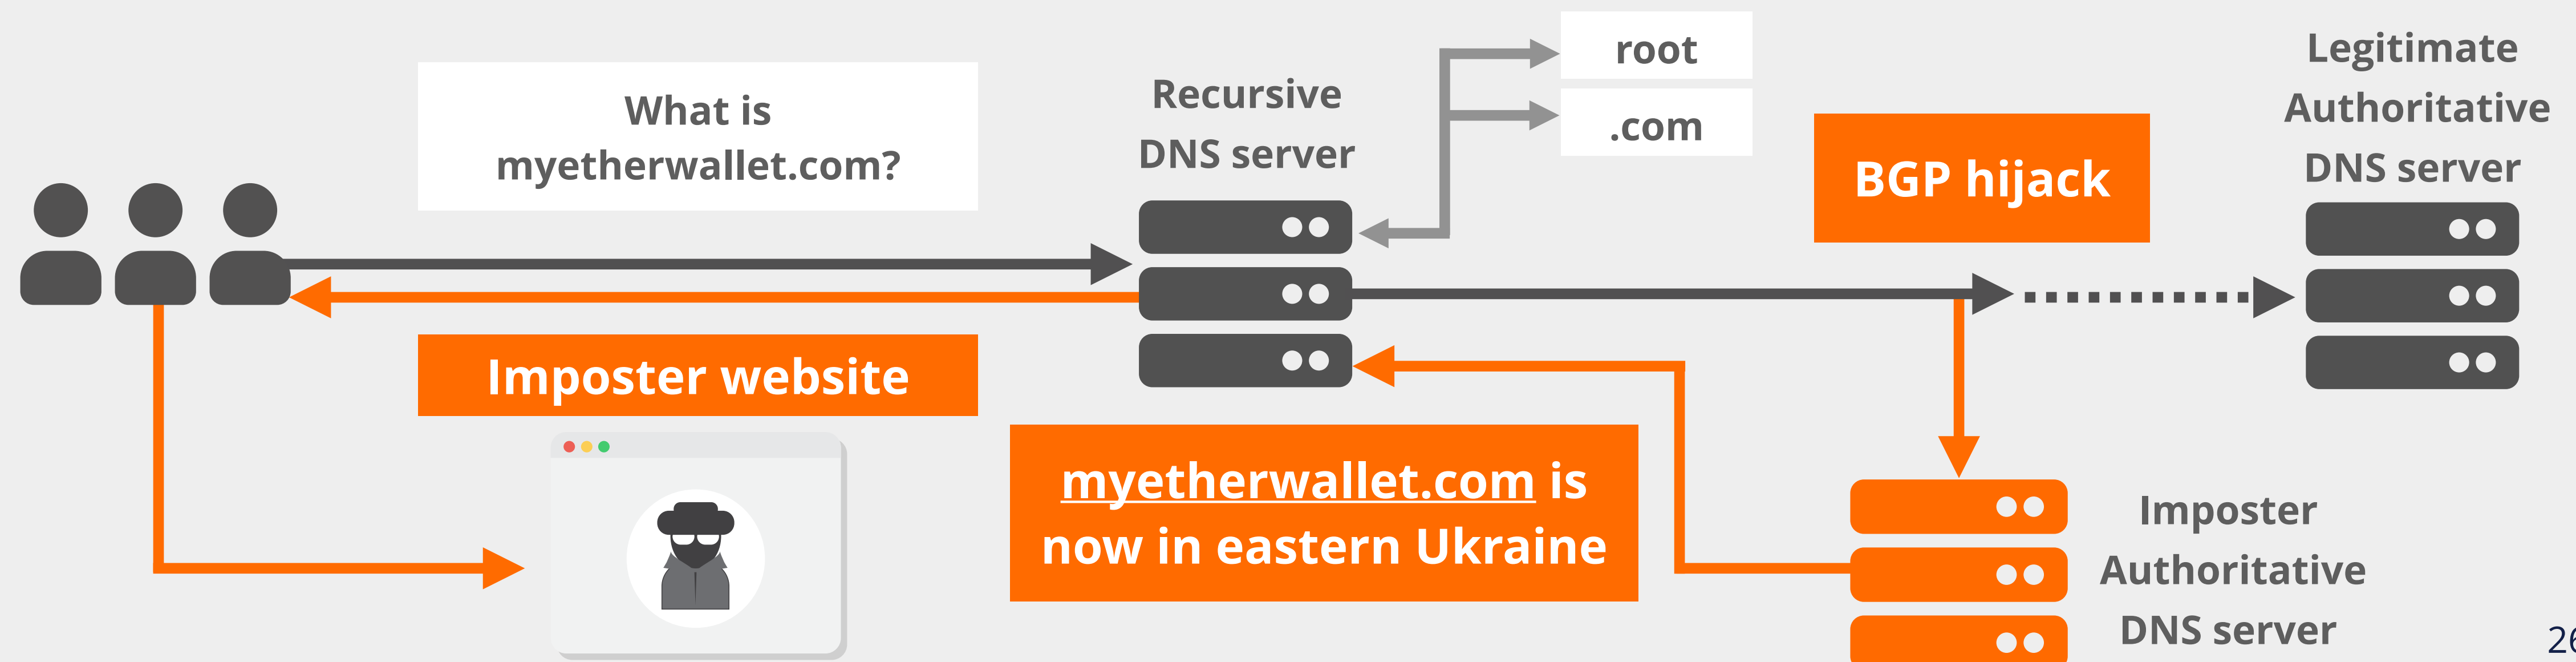 What is
myetherwallet.com?
Recursive
DNS server
root
.com
BGP hijack
Legitimate
Authoritative
DNS server
Imposter website
myetherwallet.com is
now in eastern Ukraine
Imposter
Authoritative
DNS server